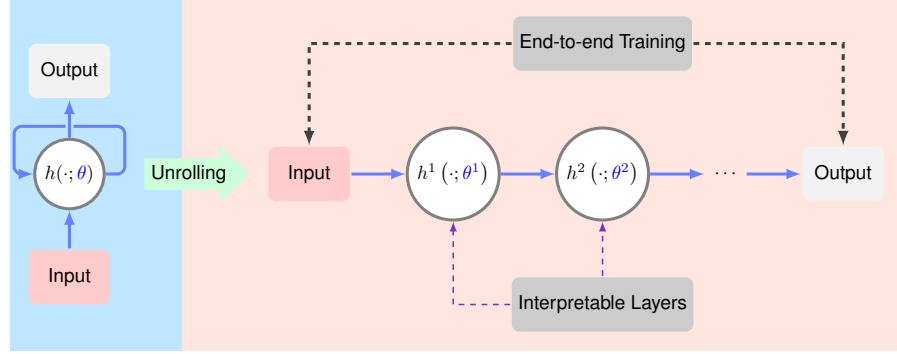 Output
h(·; θ)
Input
Unrolling
End-to-end Training
Input
h¹ (·; θ¹)
h² (·; θ²)
···
Output
Interpretable Layers